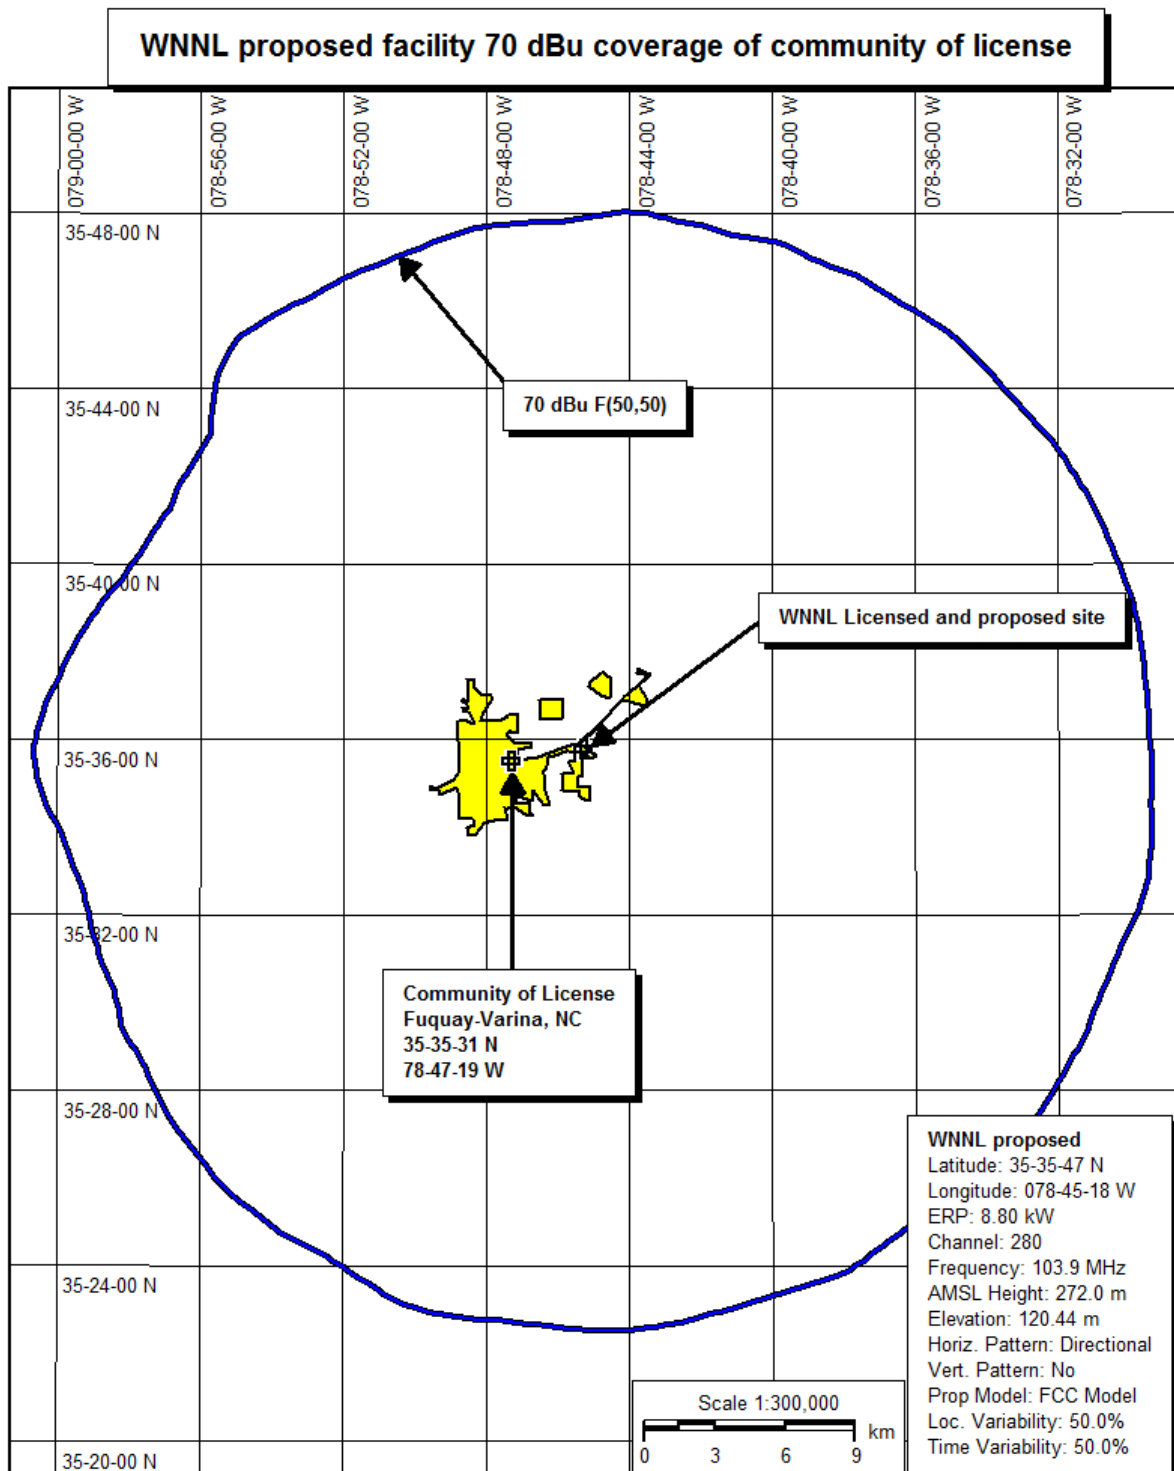 WNNL proposed facility 70 dBu coverage of community of license
079-00-00 W
078-56-00 W
078-52-00 W
078-48-00 W
078-44-00 W
078-40-00 W
078-36-00 W
078-32-00 W
35-48-00 N
35-44-00 N
70 dBu F(50,50)
35-40-00 N
WNNL Licensed and proposed site
35-36-00 N
35-32-00 N
Community of License
Fuquay-Varina, NC
35-35-31 N
78-47-19 W
35-28-00 N
35-24-00 N
35-20-00 N
WNNL proposed
Latitude: 35-35-47 N
Longitude: 078-45-18 W
ERP: 8.80 kW
Channel: 280
Frequency: 103.9 MHz
AMSL Height: 272.0 m
Elevation: 120.44 m
Horiz. Pattern: Directional
Vert. Pattern: No
Prop Model: FCC Model
Loc. Variability: 50.0%
Time Variability: 50.0%
Scale 1:300,000
km
0 3 6 9